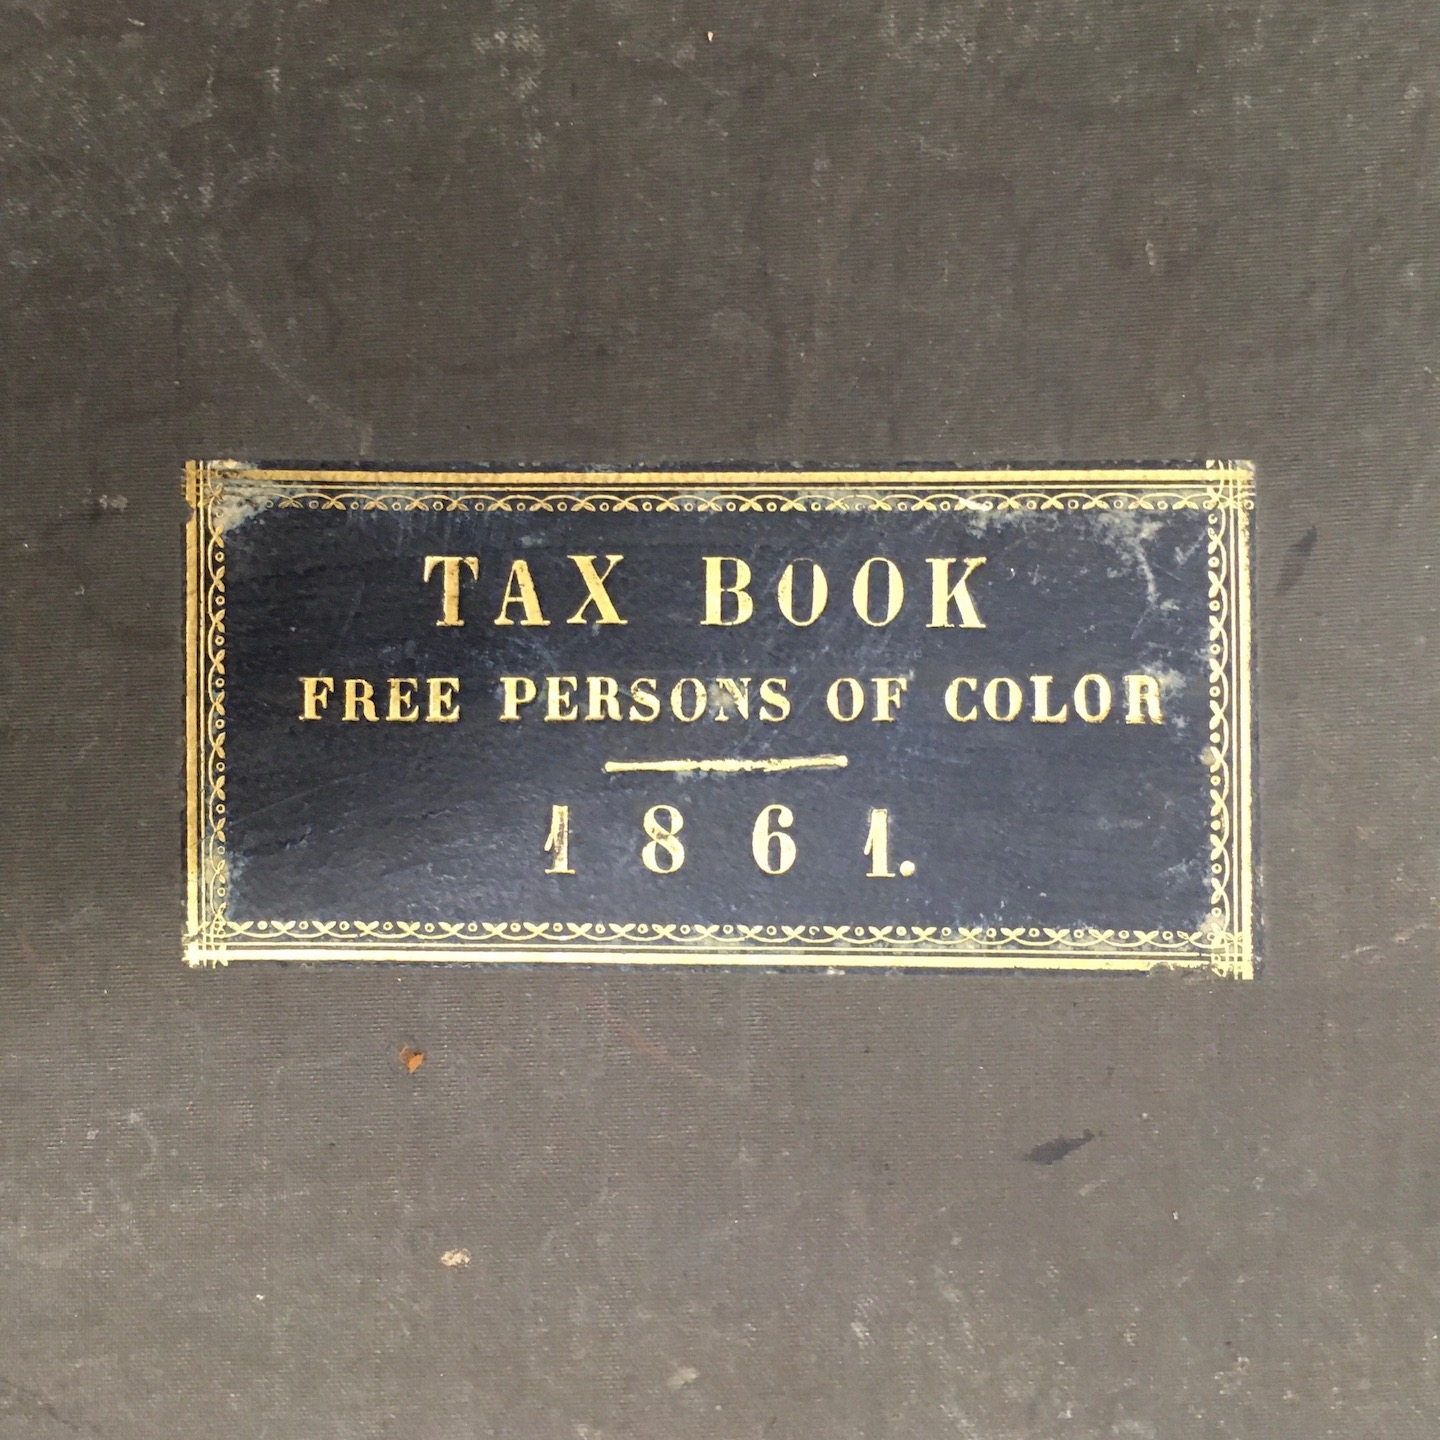 TAX BOOK
FREE PERSONS OF COLOR
1861.